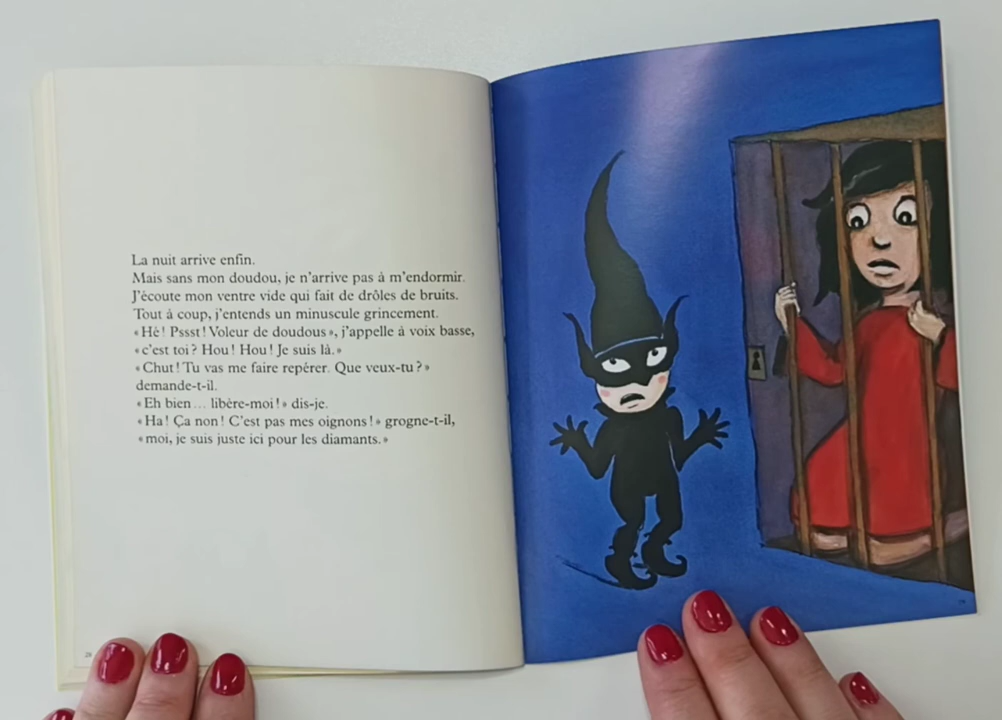 La nuit arrive enfin.
Mais sans mon doudou, je n'arrive pas à m'endormir.
J'écoute mon ventre vide qui fait de drôles de bruits.
Tout à coup, j'entends un minuscule grincement.
« Hé ! Pssst ! Voleur de doudous », j'appelle à voix basse,
« c'est toi ? Hou ! Hou ! Je suis là. »
« Chut ! Tu vas me faire repérer. Que veux-tu ? »
demande-t-il.
« Eh bien ... libère-moi ! » dis-je.
« Ha ! Ça non ! C'est pas mes oignons ! » grogne-t-il,
« moi, je suis juste ici pour les diamants. »